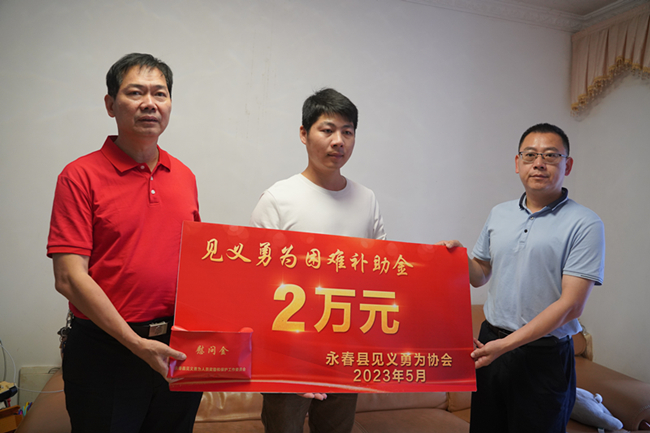 见义勇为困难补助金
2万元
慰问金
永春县见义勇为协会
2023年5月